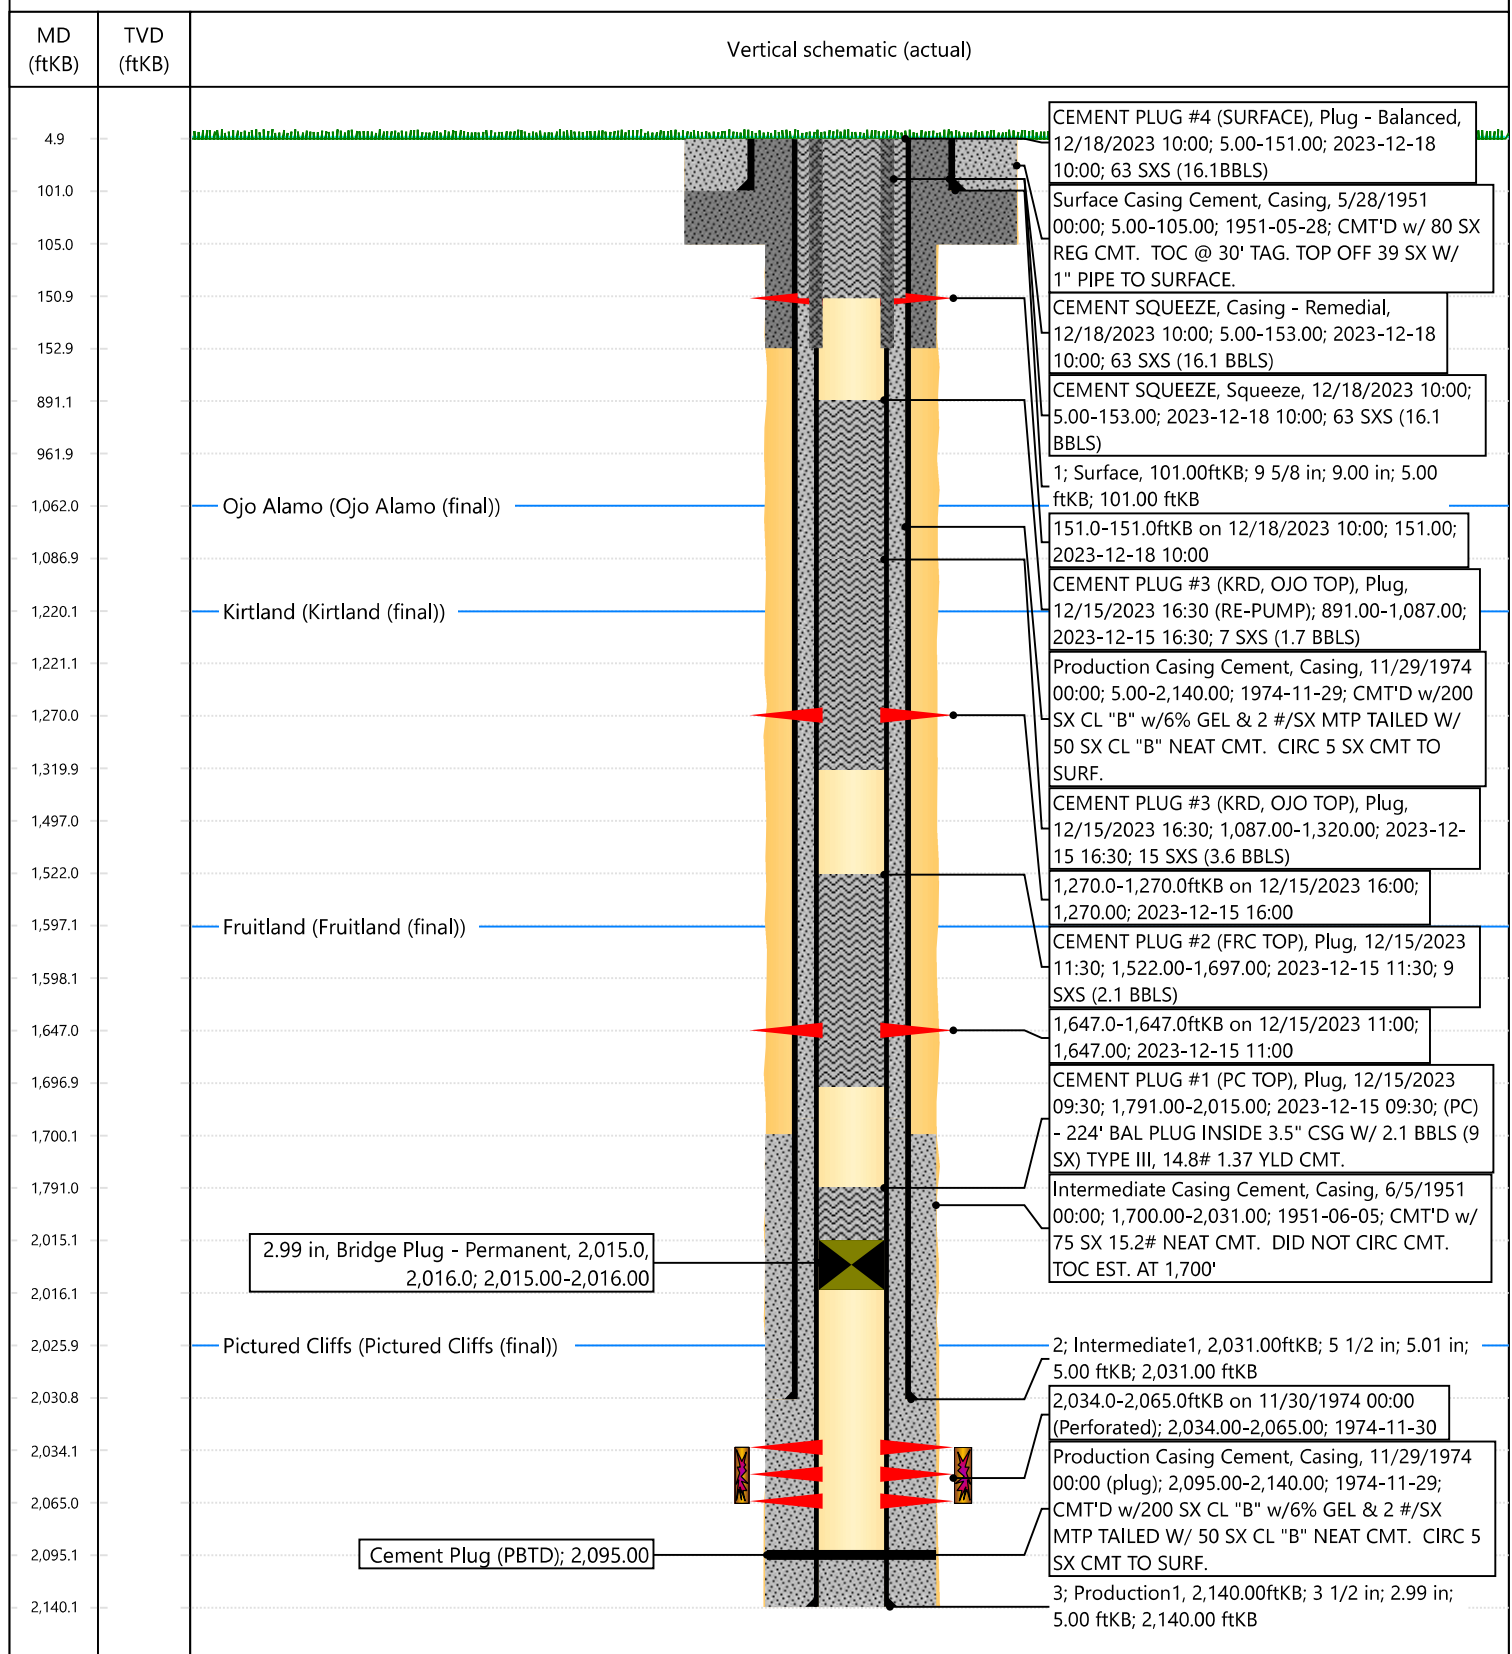 MD
(ftKB)
TVD
(ftKB)
Vertical schematic (actual)
4.9
101.0
105.0
150.9
152.9
891.1
961.9
1,062.0
1,086.9
1,220.1
1,221.1
1,270.0
1,319.9
1,497.0
1,522.0
1,597.1
1,598.1
1,647.0
1,696.9
1,700.1
1,791.0
2,015.1
2,016.1
2,025.9
2,030.8
2,034.1
2,065.0
2,095.1
2,140.1
Ojo Alamo (Ojo Alamo (final))
Kirtland (Kirtland (final))
Fruitland (Fruitland (final))
2.99 in, Bridge Plug - Permanent, 2,015.0,
2,016.0; 2,015.00-2,016.00
Pictured Cliffs (Pictured Cliffs (final))
Cement Plug (PBTD); 2,095.00
CEMENT PLUG #4 (SURFACE), Plug - Balanced,
12/18/2023 10:00; 5.00-151.00; 2023-12-18
10:00; 63 SXS (16.1BBLS)
Surface Casing Cement, Casing, 5/28/1951
00:00; 5.00-105.00; 1951-05-28; CMT'D w/ 80 SX
REG CMT.  TOC @ 30' TAG. TOP OFF 39 SX W/
1" PIPE TO SURFACE.
CEMENT SQUEEZE, Casing - Remedial,
12/18/2023 10:00; 5.00-153.00; 2023-12-18
10:00; 63 SXS (16.1 BBLS)
CEMENT SQUEEZE, Squeeze, 12/18/2023 10:00;
5.00-153.00; 2023-12-18 10:00; 63 SXS (16.1
BBLS)
1; Surface, 101.00ftKB; 9 5/8 in; 9.00 in; 5.00
ftKB; 101.00 ftKB
151.0-151.0ftKB on 12/18/2023 10:00; 151.00;
2023-12-18 10:00
CEMENT PLUG #3 (KRD, OJO TOP), Plug,
12/15/2023 16:30 (RE-PUMP); 891.00-1,087.00;
2023-12-15 16:30; 7 SXS (1.7 BBLS)
Production Casing Cement, Casing, 11/29/1974
00:00; 5.00-2,140.00; 1974-11-29; CMT'D w/200
SX CL "B" w/6% GEL & 2 #/SX MTP TAILED W/
50 SX CL "B" NEAT CMT.  CIRC 5 SX CMT TO
SURF.
CEMENT PLUG #3 (KRD, OJO TOP), Plug,
12/15/2023 16:30; 1,087.00-1,320.00; 2023-12-
15 16:30; 15 SXS (3.6 BBLS)
1,270.0-1,270.0ftKB on 12/15/2023 16:00;
1,270.00; 2023-12-15 16:00
CEMENT PLUG #2 (FRC TOP), Plug, 12/15/2023
11:30; 1,522.00-1,697.00; 2023-12-15 11:30; 9
SXS (2.1 BBLS)
1,647.0-1,647.0ftKB on 12/15/2023 11:00;
1,647.00; 2023-12-15 11:00
CEMENT PLUG #1 (PC TOP), Plug, 12/15/2023
09:30; 1,791.00-2,015.00; 2023-12-15 09:30; (PC)
- 224' BAL PLUG INSIDE 3.5" CSG W/ 2.1 BBLS (9
SX) TYPE III, 14.8# 1.37 YLD CMT.
Intermediate Casing Cement, Casing, 6/5/1951
00:00; 1,700.00-2,031.00; 1951-06-05; CMT'D w/
75 SX 15.2# NEAT CMT.  DID NOT CIRC CMT.
TOC EST. AT 1,700'
2; Intermediate1, 2,031.00ftKB; 5 1/2 in; 5.01 in;
5.00 ftKB; 2,031.00 ftKB
2,034.0-2,065.0ftKB on 11/30/1974 00:00
(Perforated); 2,034.00-2,065.00; 1974-11-30
Production Casing Cement, Casing, 11/29/1974
00:00 (plug); 2,095.00-2,140.00; 1974-11-29;
CMT'D w/200 SX CL "B" w/6% GEL & 2 #/SX
MTP TAILED W/ 50 SX CL "B" NEAT CMT.  CIRC 5
SX CMT TO SURF.
3; Production1, 2,140.00ftKB; 3 1/2 in; 2.99 in;
5.00 ftKB; 2,140.00 ftKB